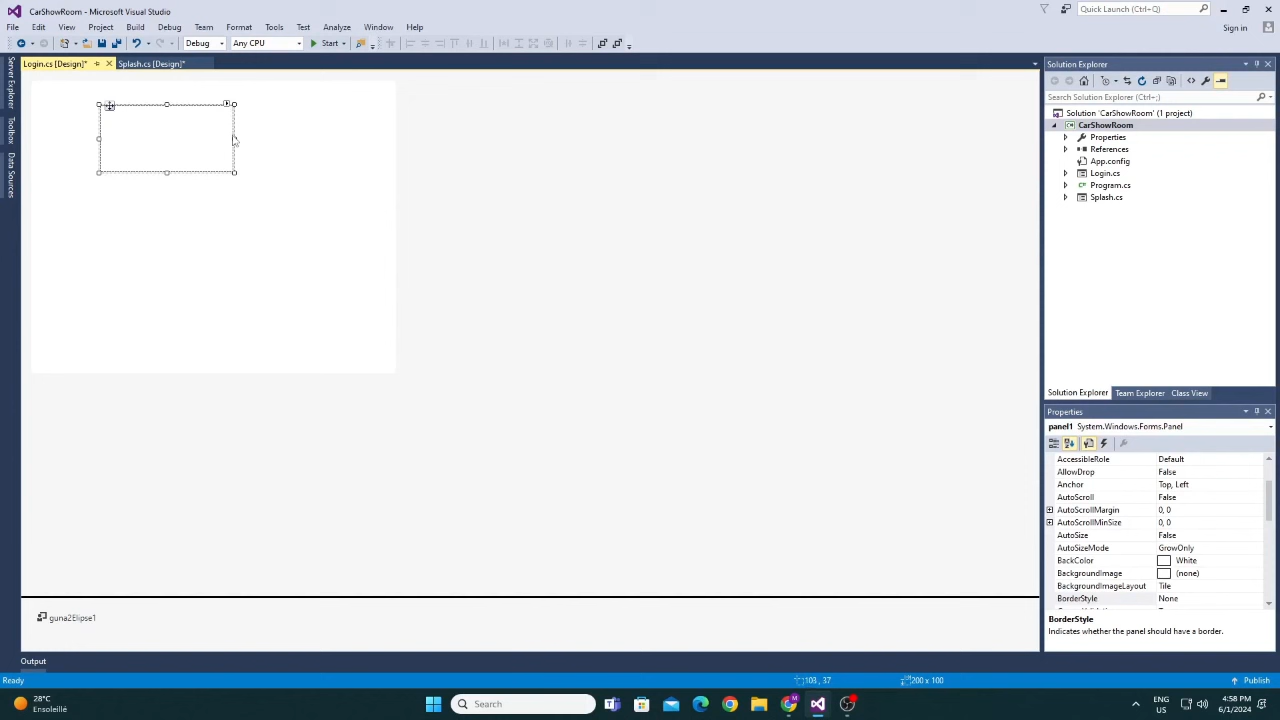 CarShowRoom - Microsoft Visual Studio
Quick Launch (Ctrl+Q)
File Edit View Project Build Debug Team Format Tools Test Analyze Window Help
Sign in
Debug Any CPU Start
Login.cs [Design]* Splash.cs [Design]*
Server Explorer
Toolbox
Data Sources
Solution Explorer
Search Solution Explorer (Ctrl+;)
Solution 'CarShowRoom' (1 project)
CarShowRoom
Properties
References
App.config
Login.cs
Program.cs
Splash.cs
Solution Explorer Team Explorer Class View
Properties
panel1 System.Windows.Forms.Panel
AccessibleRole Default
AllowDrop False
Anchor Top, Left
AutoScroll False
AutoScrollMargin 0, 0
AutoScrollMinSize 0, 0
AutoSize False
AutoSizeMode GrowOnly
BackColor White
BackgroundImage (none)
BackgroundImageLayout Tile
BorderStyle None
BorderStyle
Indicates whether the panel should have a border.
guna2Elipse1
Output
Ready 103 , 37 200 x 100 Publish
28°C
Ensoleillé
Search
ENG
US
4:58 PM
6/1/2024